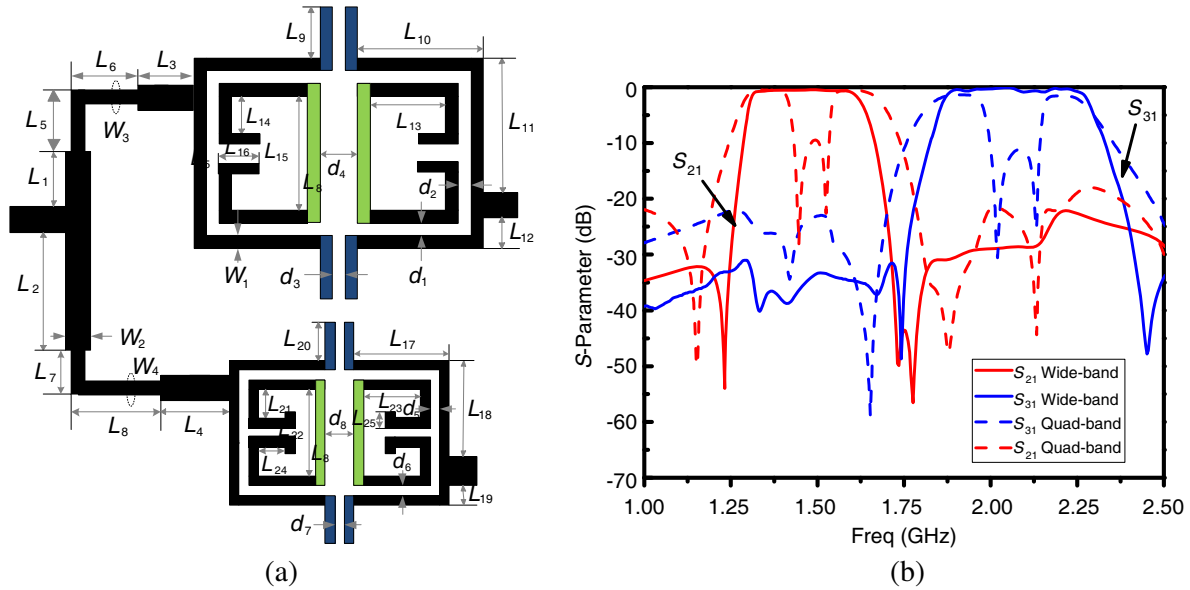 L9
L10
L6
L3
L5
W3
L14
L13
L11
L1
L16
L15
d4
L8
d2
L12
W1
d3
d1
L2
W2
L20
L17
L7
W4
L21
L23
d5
L18
L22
d8
L25
L8
L4
L24
L8
d6
L19
d7
(a)
0
-10
-20
-30
-40
-50
-60
-70
S-Parameter (dB)
S21
S31
S21 Wide-band
S31 Wide-band
S31 Quad-band
S21 Quad-band
1.00
1.25
1.50
1.75
2.00
2.25
2.50
Freq (GHz)
(b)